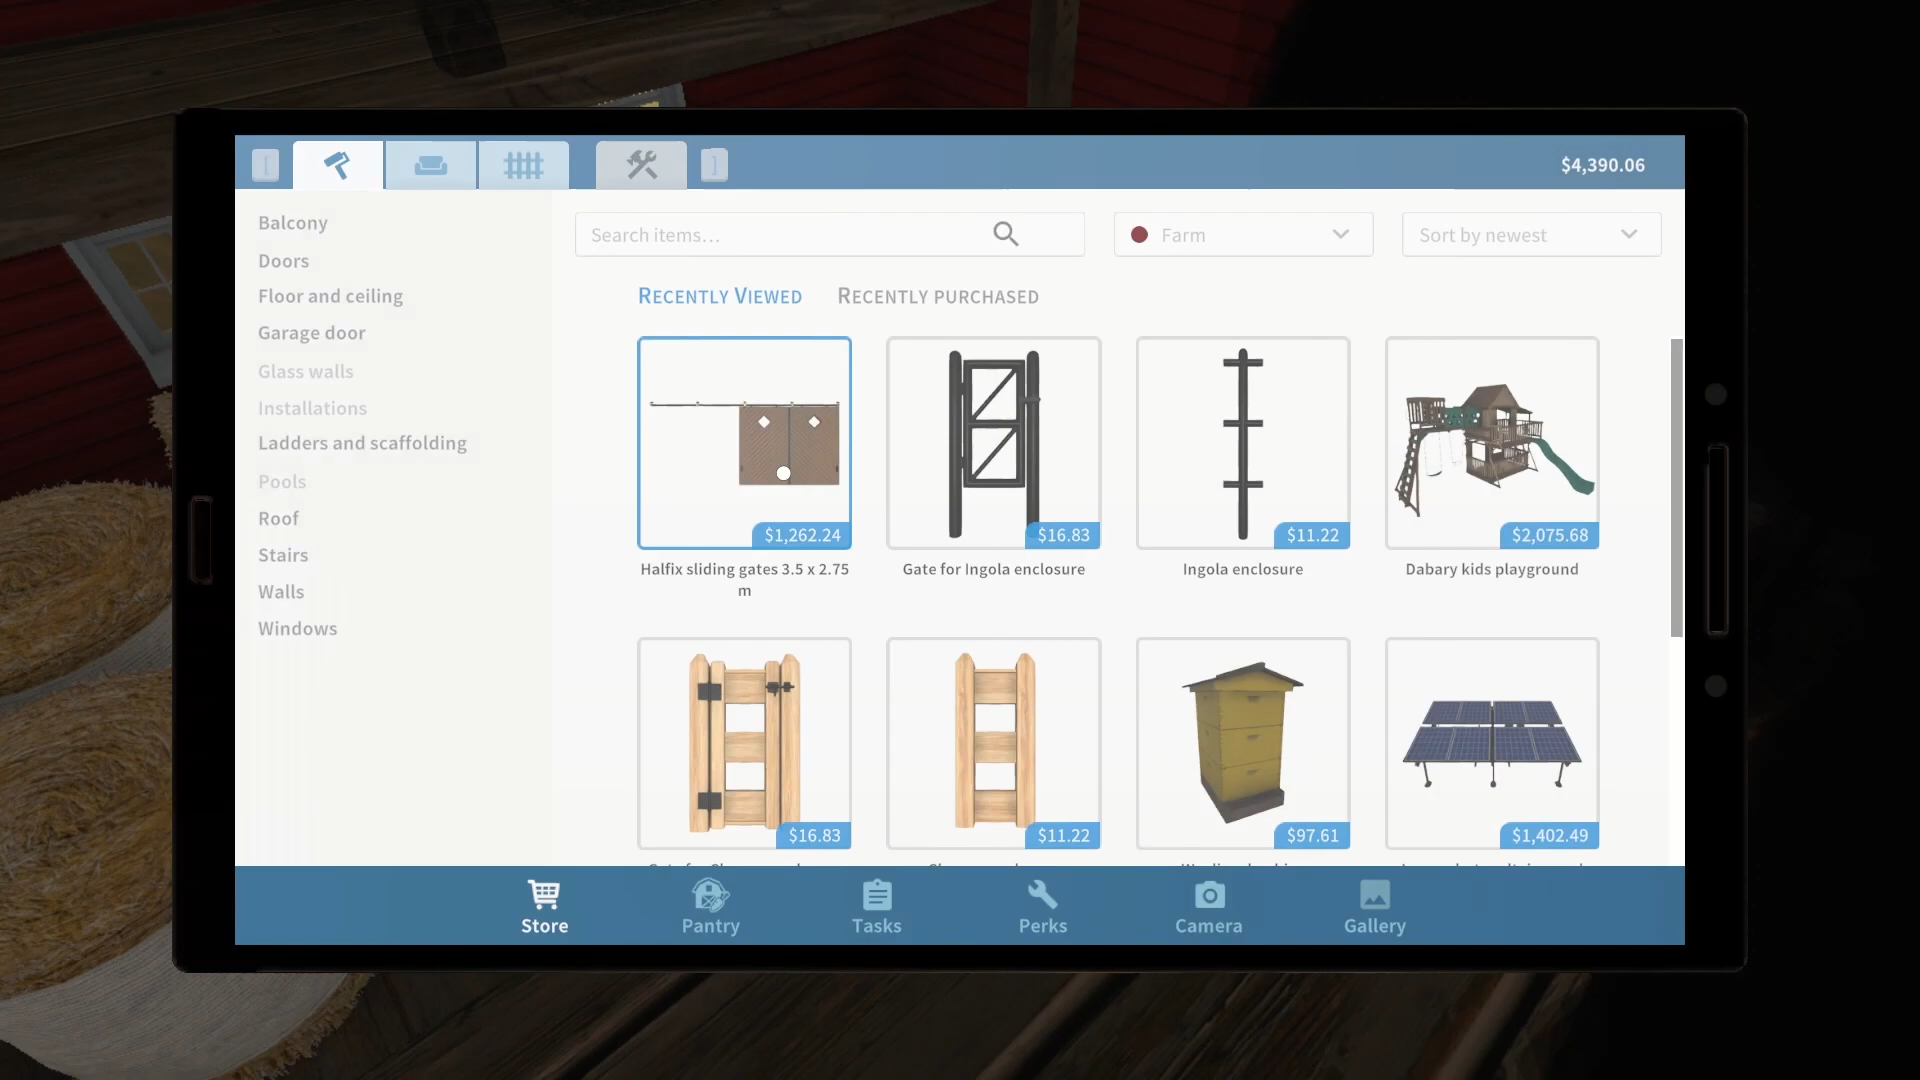 [
]
$4,390.06
Balcony
Doors
Floor and ceiling
Garage door
Glass walls
Installations
Ladders and scaffolding
Pools
Roof
Stairs
Walls
Windows
Search items...
Farm
Sort by newest
RECENTLY VIEWED
RECENTLY PURCHASED
$1,262.24
$16.83
$11.22
$2,075.68
Halfix sliding gates 3.5 x 2.75
m
Gate for Ingola enclosure
Ingola enclosure
Dabary kids playground
$16.83
$11.22
$97.61
$1,402.49
Store
Pantry
Tasks
Perks
Camera
Gallery